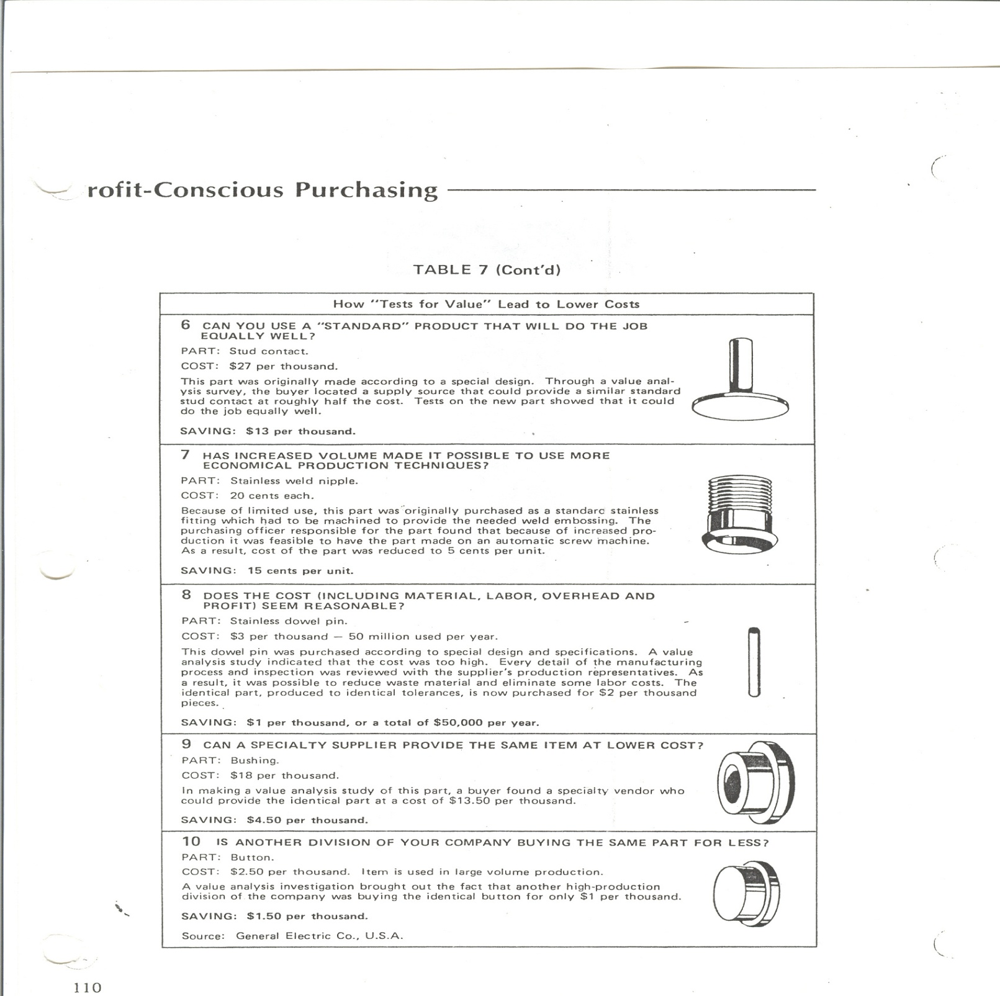 rofit-Conscious Purchasing
TABLE 7 (Cont'd)
How "Tests for Value" Lead to Lower Costs
6 CAN YOU USE A "STANDARD" PRODUCT THAT WILL DO THE JOB
EQUALLY WELL?
PART: Stud contact.
COST: $27 per thousand.
This part was originally made according to a special design. Through a value anal-
ysis survey, the buyer located a supply source that could provide a similar standard
stud contact at roughly half the cost. Tests on the new part showed that it could
do the job equally well.
SAVING: $13 per thousand.
7 HAS INCREASED VOLUME MADE IT POSSIBLE TO USE MORE
ECONOMICAL PRODUCTION TECHNIQUES?
PART: Stainless weld nipple.
COST: 20 cents each.
Because of limited use, this part was originally purchased as a standard stainless
fitting which had to be machined to provide the needed weld embossing. The
purchasing officer responsible for the part found that because of increased pro-
duction it was feasible to have the part made on an automatic screw machine.
As a result, cost of the part was reduced to 5 cents per unit.
SAVING: 15 cents per unit.
8 DOES THE COST (INCLUDING MATERIAL, LABOR, OVERHEAD AND
PROFIT) SEEM REASONABLE?
PART: Stainless dowel pin.
COST: $3 per thousand — 50 million used per year.
This dowel pin was purchased according to special design and specifications. A value
analysis study indicated that the cost was too high. Every detail of the manufacturing
process and inspection was reviewed with the supplier's production representatives. As
a result, it was possible to reduce waste material and eliminate some labor costs. The
identical part, produced to identical tolerances, is now purchased for $2 per thousand
pieces.
SAVING: $1 per thousand, or a total of $50,000 per year.
9 CAN A SPECIALTY SUPPLIER PROVIDE THE SAME ITEM AT LOWER COST?
PART: Bushing.
COST: $18 per thousand.
In making a value analysis study of this part, a buyer found a specialty vendor who
could provide the identical part at a cost of $13.50 per thousand.
SAVING: $4.50 per thousand.
10 IS ANOTHER DIVISION OF YOUR COMPANY BUYING THE SAME PART FOR LESS?
PART: Button.
COST: $2.50 per thousand. Item is used in large volume production.
A value analysis investigation brought out the fact that another high-production
division of the company was buying the identical button for only $1 per thousand.
SAVING: $1.50 per thousand.
Source: General Electric Co., U.S.A.
110